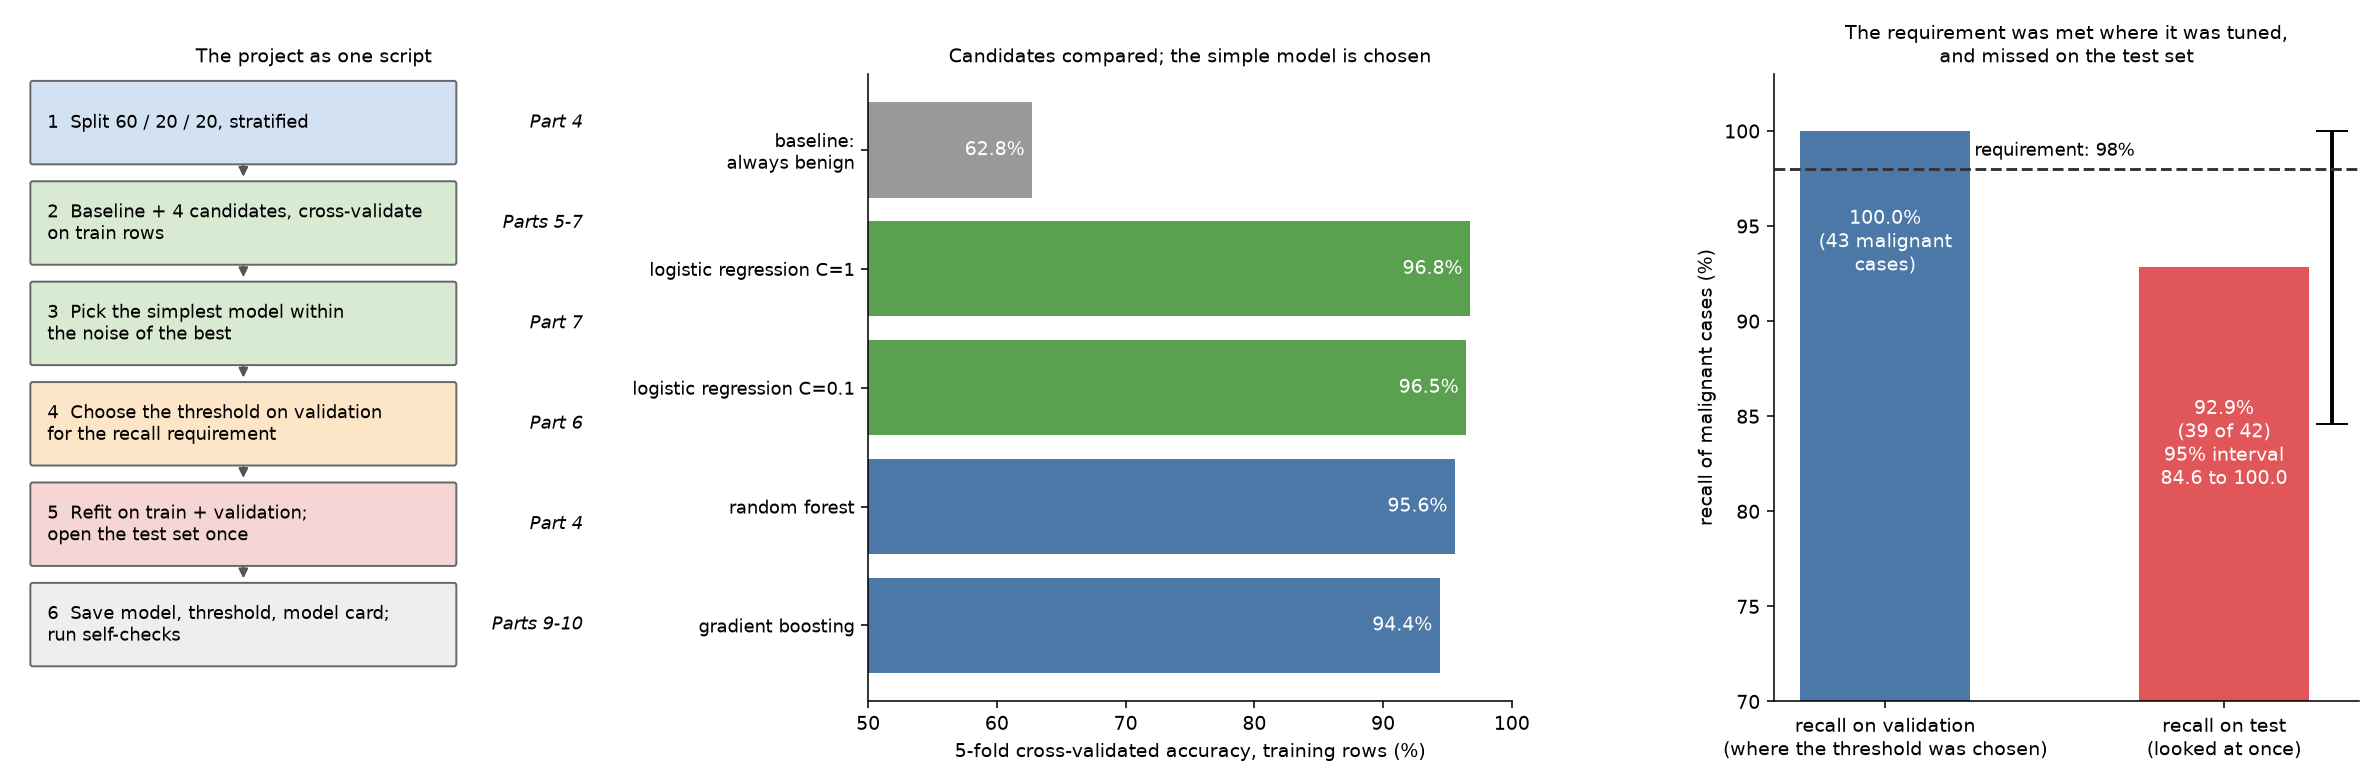 The project as one script
1 Split 60 / 20 / 20, stratified
Part 4
2 Baseline + 4 candidates, cross-validate
on train rows
Parts 5-7
3 Pick the simplest model within
the noise of the best
Part 7
4 Choose the threshold on validation
for the recall requirement
Part 6
5 Refit on train + validation;
open the test set once
Part 4
6 Save model, threshold, model card;
run self-checks
Parts 9-10
Candidates compared; the simple model is chosen
baseline:
always benign
62.8%
logistic regression C=1
96.8%
logistic regression C=0.1
96.5%
random forest
95.6%
gradient boosting
94.4%
50 60 70 80 90 100
5-fold cross-validated accuracy, training rows (%)
The requirement was met where it was tuned,
and missed on the test set
recall of malignant cases (%)
100
95
90
85
80
75
70
requirement: 98%
100.0%
(43 malignant
cases)
92.9%
(39 of 42)
95% interval
84.6 to 100.0
recall on validation
(where the threshold was chosen)
recall on test
(looked at once)